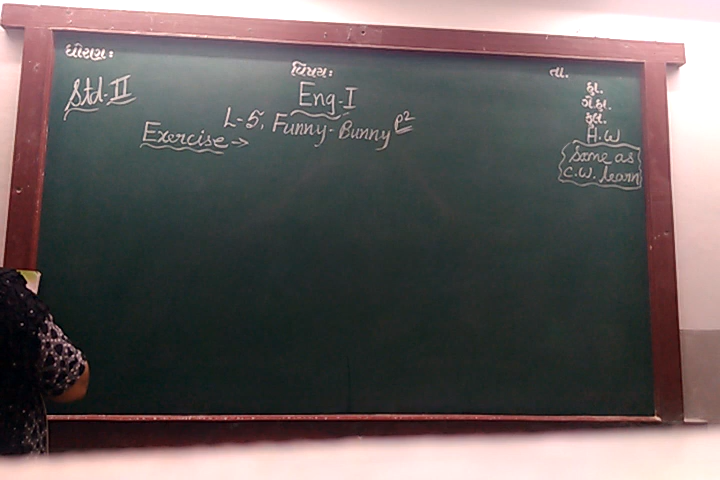 ધોરણઃ
Std-II
વિષયઃ
Eng-I
L-5, Funny-Bunny P2
Exercise →
તા.
હા.
ગે.હા.
કુલ.
H.W
Same as
C.W. learn